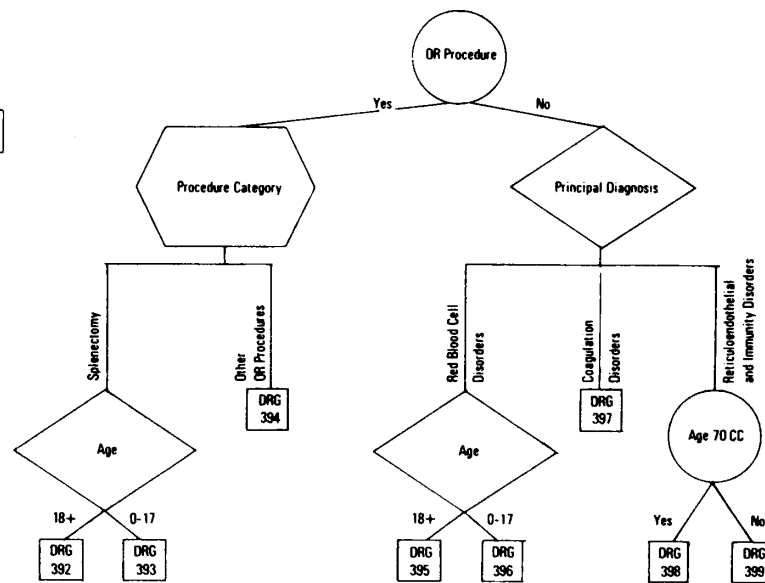 OR Procedure
Yes
No
Procedure Category
Principal Diagnosis
Splenectomy
Other
OR Procedures
Red Blood Cell
Disorders
Coagulation
Disorders
Reticuloendothelial
and Immunity Disorders
DRG
394
DRG
397
Age
Age
Age 70 CC
18+
0-17
18+
0-17
Yes
No
DRG
392
DRG
393
DRG
395
DRG
396
DRG
398
DRG
399